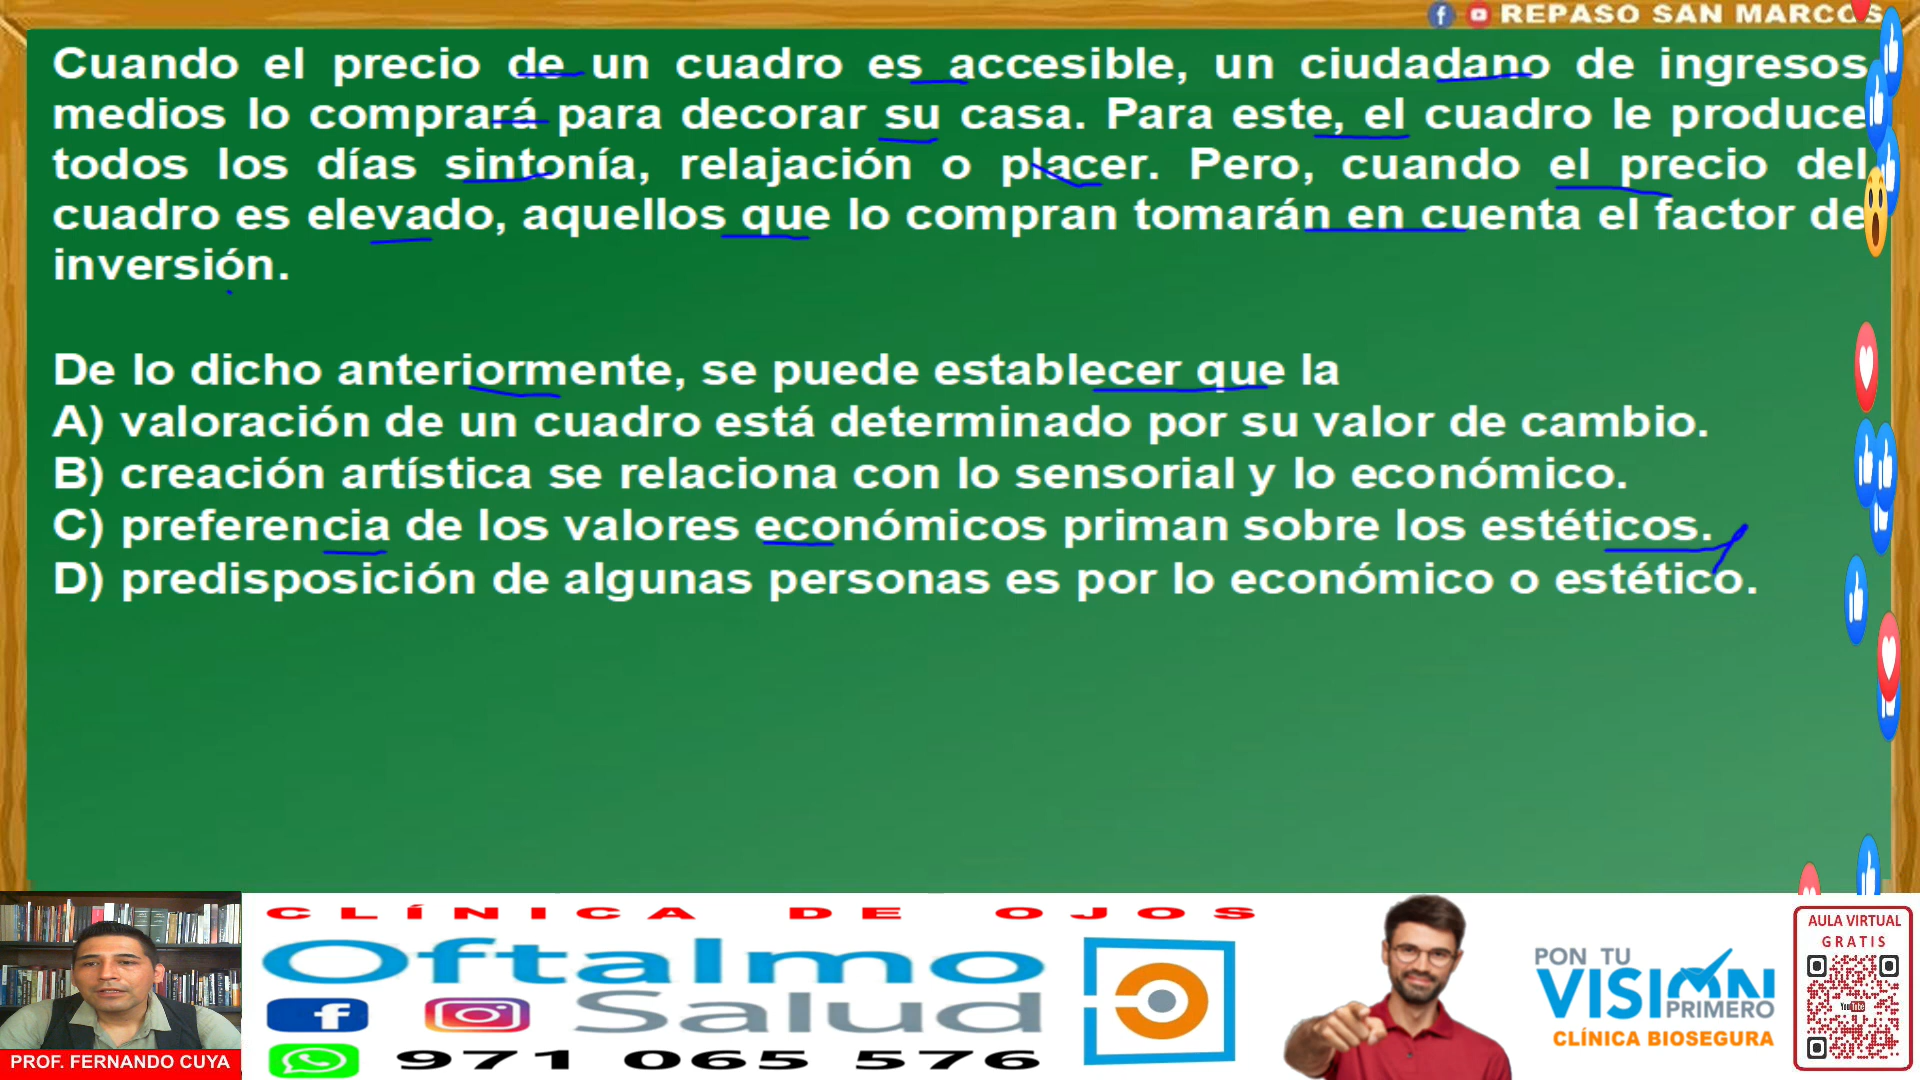 REPASO SAN MARCOS
Cuando el precio de un cuadro es accesible, un ciudadano de ingresos
medios lo comprará para decorar su casa. Para este, el cuadro le produce
todos los días sintonía, relajación o placer. Pero, cuando el precio del
cuadro es elevado, aquellos que lo compran tomarán en cuenta el factor de
inversión.
De lo dicho anteriormente, se puede establecer que la
A) valoración de un cuadro está determinado por su valor de cambio.
B) creación artística se relaciona con lo sensorial y lo económico.
C) preferencia de los valores económicos priman sobre los estéticos.
D) predisposición de algunas personas es por lo económico o estético.
PROF. FERNANDO CUYA
CLÍNICA DE OJOS
Oftalmo
Salud
971 065 576
PON TU
VISIÓN
PRIMERO
CLÍNICA BIOSEGURA
AULA VIRTUAL
GRATIS
YouTube